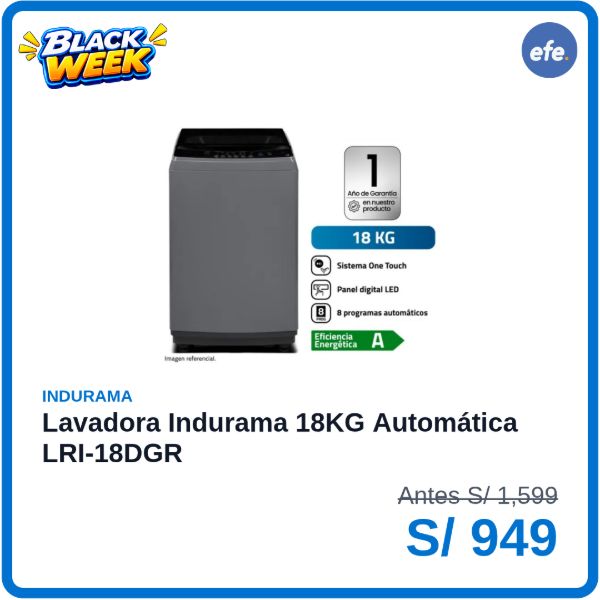 BLACK
WEEK
efe.
1
Año de Garantía
en nuestro
producto
18 KG
Sistema One Touch
Panel digital LED
8
8 programas automáticos
Eficiencia
Energética
A
Imagen referencial.
INDURAMA
Lavadora Indurama 18KG Automática
LRI-18DGR
Antes S/ 1,599
S/ 949